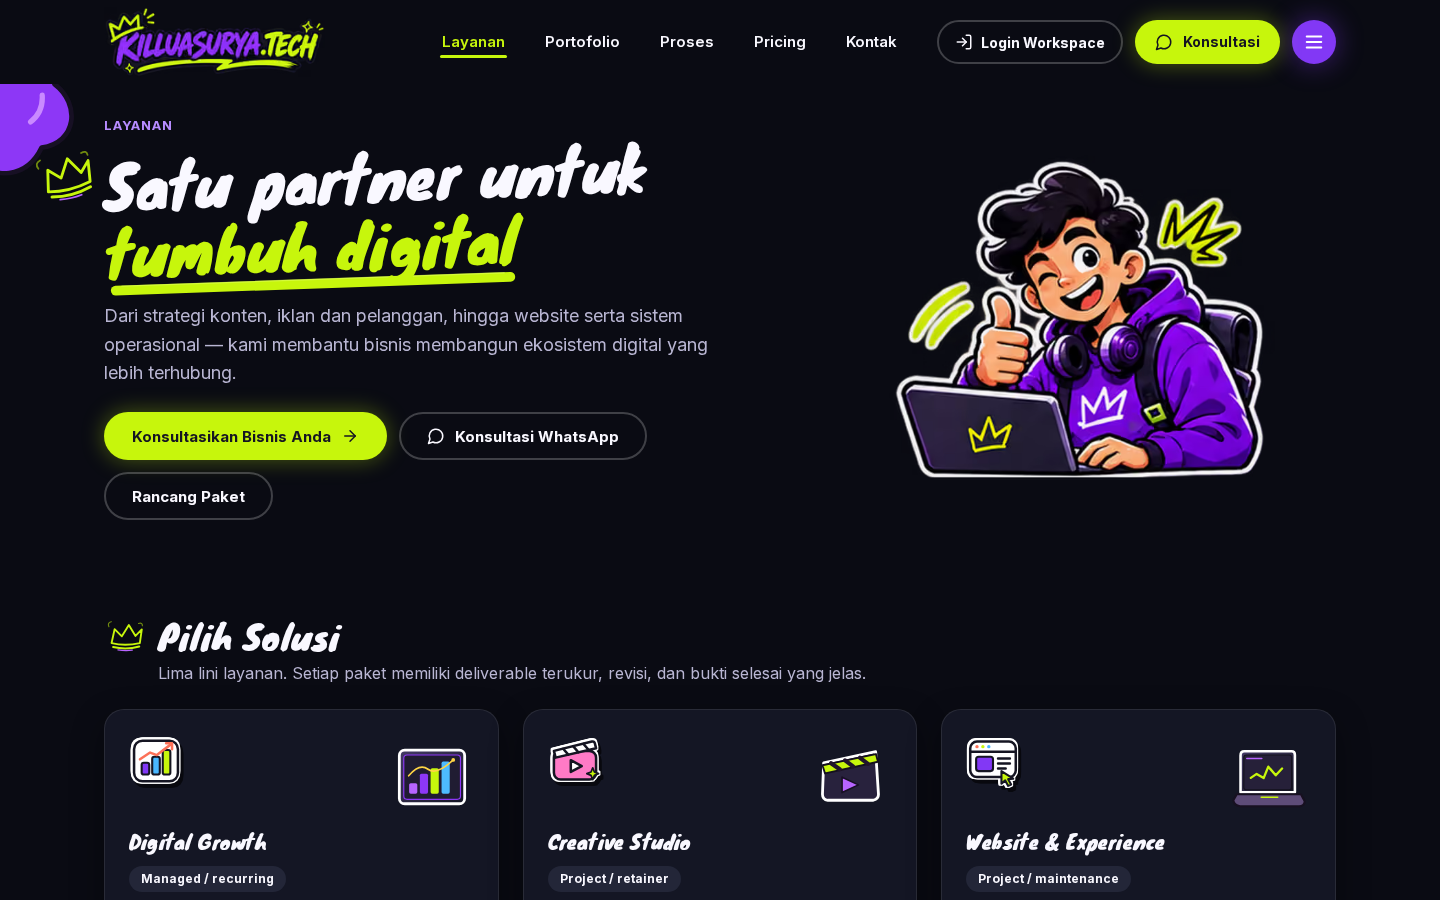 KILLUASURYA.TECH
Layanan
Portofolio
Proses
Pricing
Kontak
Login Workspace
Konsultasi
LAYANAN
Satu partner untuk
tumbuh digital
Dari strategi konten, iklan dan pelanggan, hingga website serta sistem
operasional — kami membantu bisnis membangun ekosistem digital yang
lebih terhubung.
Konsultasikan Bisnis Anda
Konsultasi WhatsApp
Rancang Paket
Pilih Solusi
Lima lini layanan. Setiap paket memiliki deliverable terukur, revisi, dan bukti selesai yang jelas.
Digital Growth
Managed / recurring
Creative Studio
Project / retainer
Website & Experience
Project / maintenance